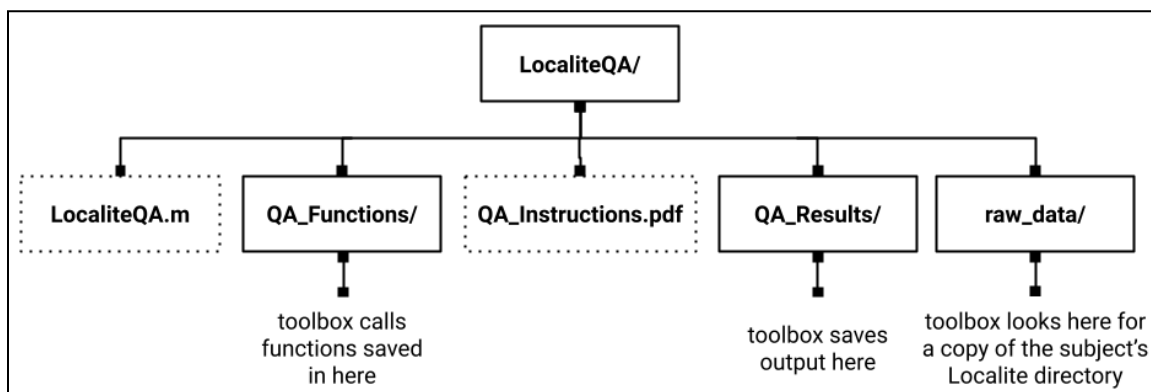 LocaliteQA/
LocaliteQA.m
QA_Functions/
QA_Instructions.pdf
QA_Results/
raw_data/
toolbox calls
functions saved
in here
toolbox saves
output here
toolbox looks here for
a copy of the subject's
Localite directory